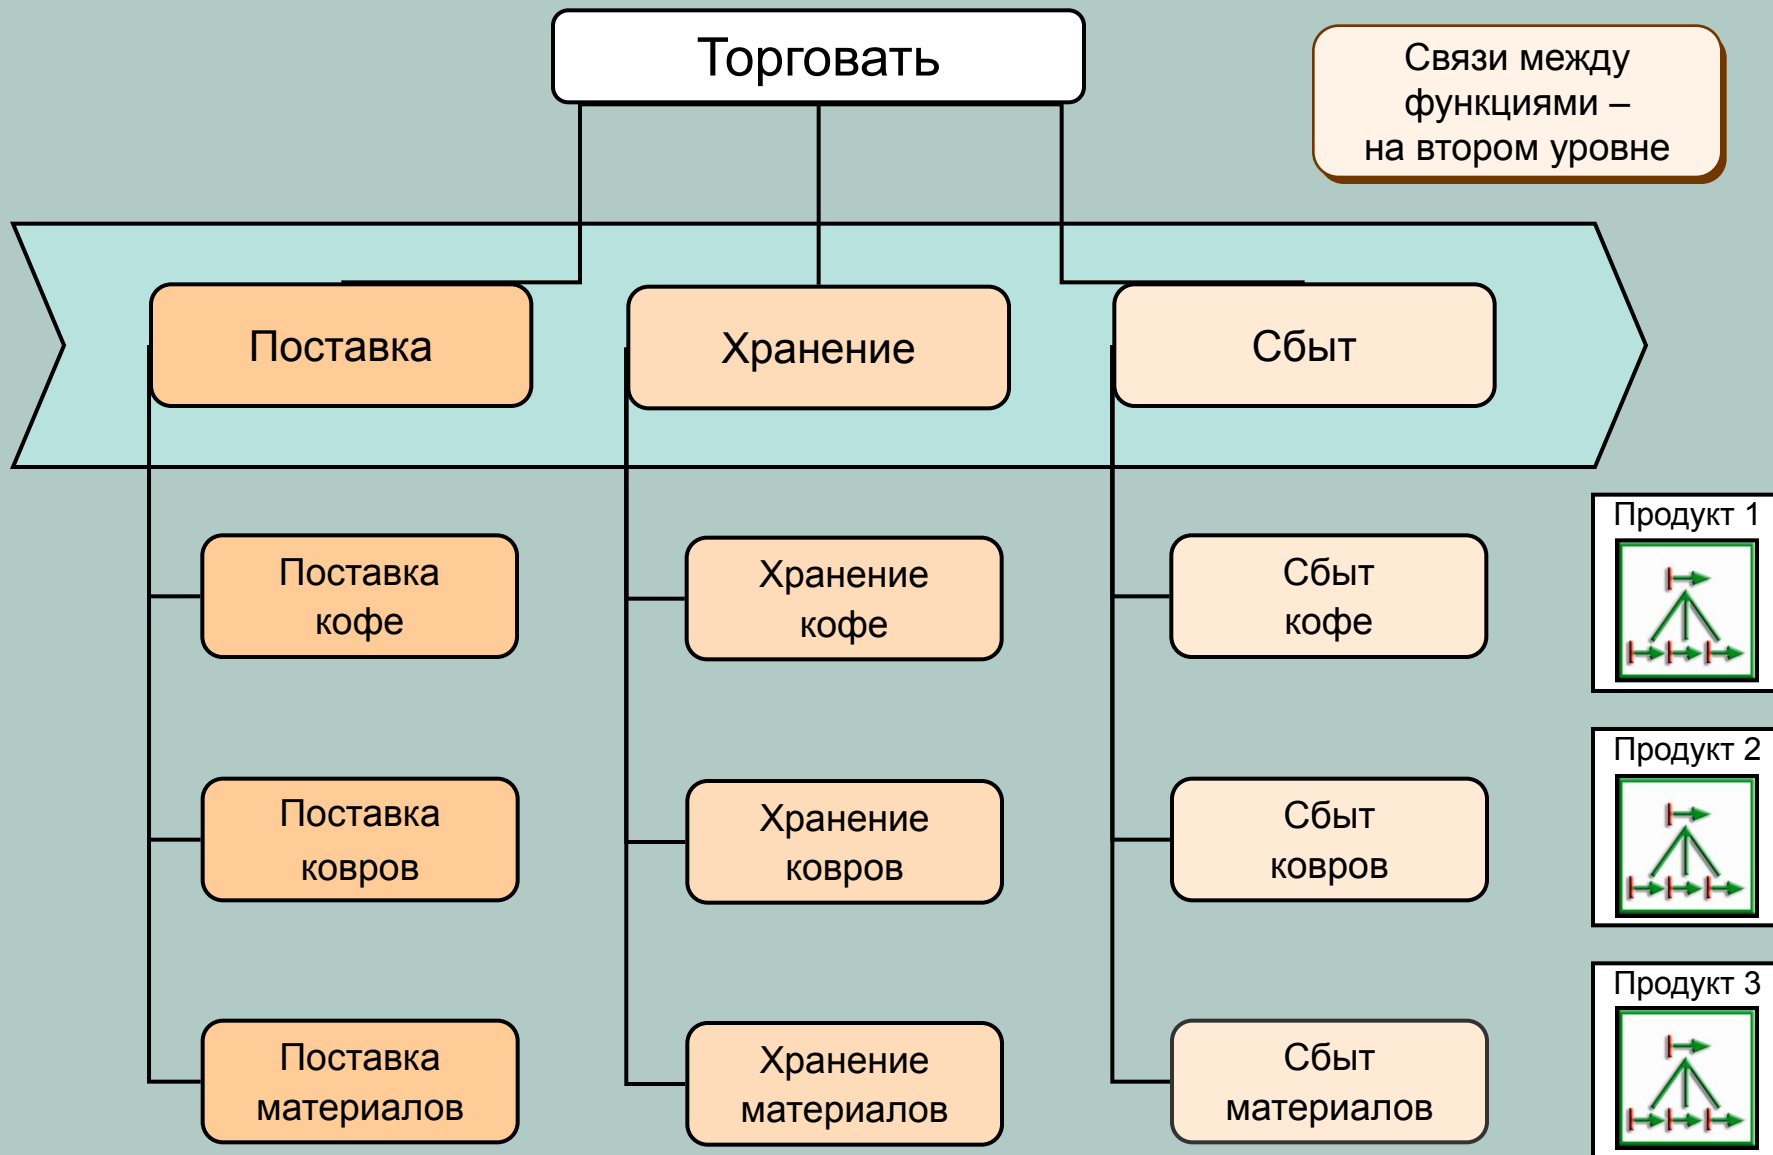 Торговать
Связи между
функциями –
на втором уровне
Поставка
Хранение
Сбыт
Поставка
кофе
Хранение
кофе
Сбыт
кофе
Продукт 1
Поставка
ковров
Хранение
ковров
Сбыт
ковров
Продукт 2
Поставка
материалов
Хранение
материалов
Сбыт
материалов
Продукт 3